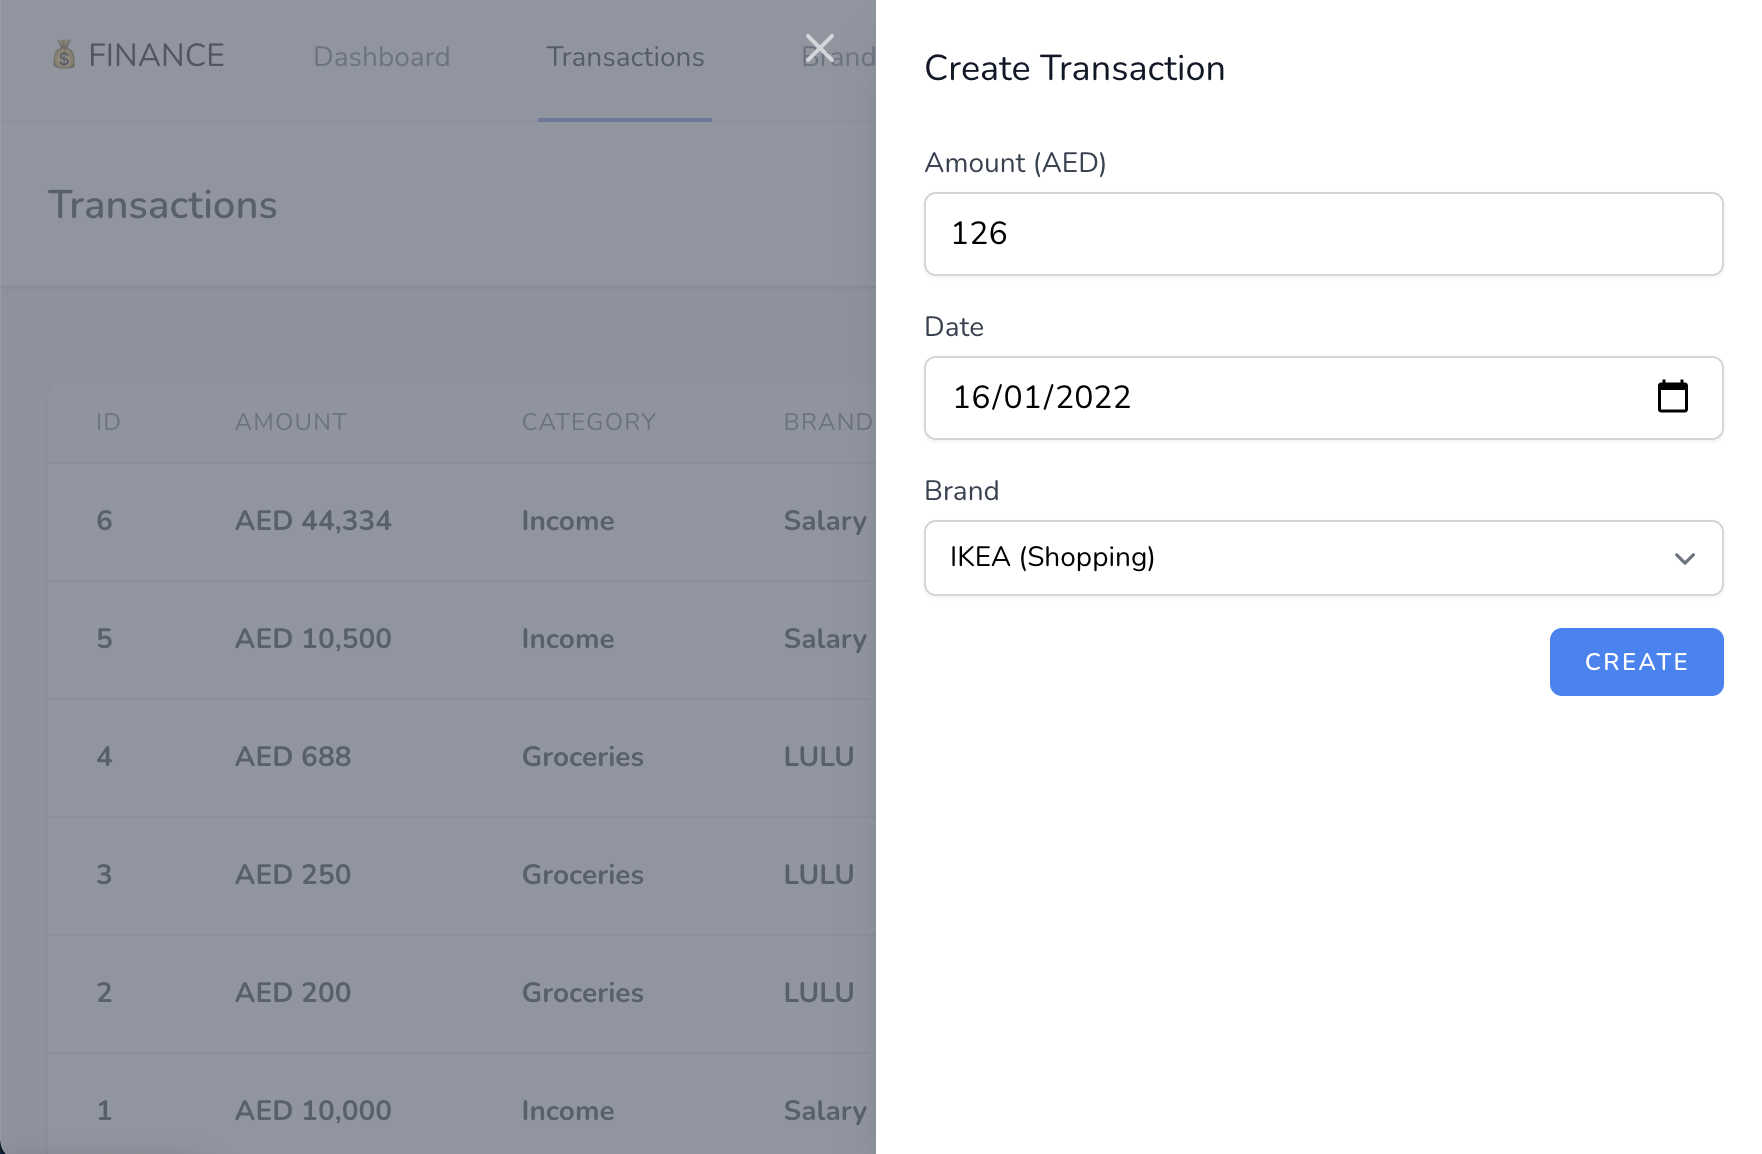 FINANCE Dashboard Transactions Brand
Transactions
ID AMOUNT CATEGORY BRAND
6 AED 44,334 Income Salary
5 AED 10,500 Income Salary
4 AED 688 Groceries LULU
3 AED 250 Groceries LULU
2 AED 200 Groceries LULU
1 AED 10,000 Income Salary
Create Transaction
Amount (AED)
126
Date
16/01/2022
Brand
IKEA (Shopping)
CREATE